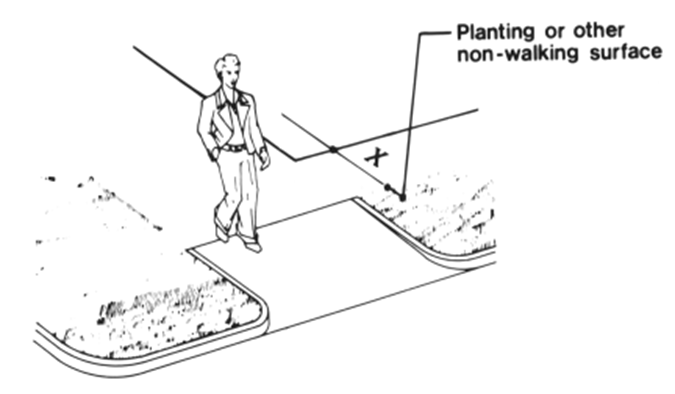 Planting or other
non-walking surface
X